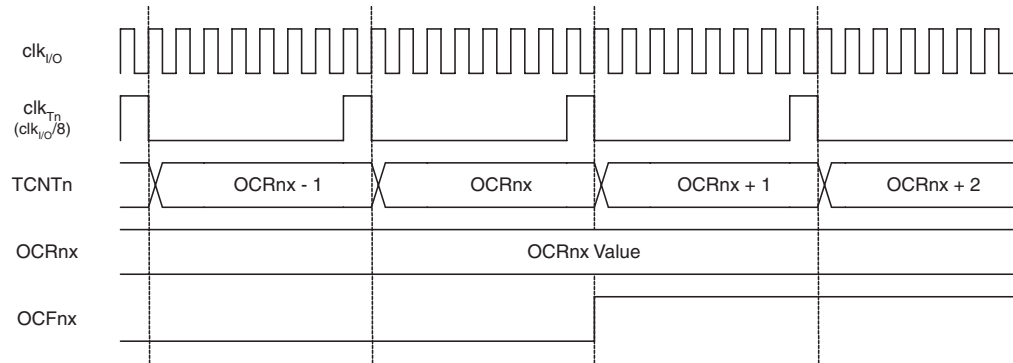 clkI/O
clkTn
(clkI/O/8)
TCNTn OCRnx - 1 OCRnx OCRnx + 1 OCRnx + 2
OCRnx OCRnx Value
OCFnx